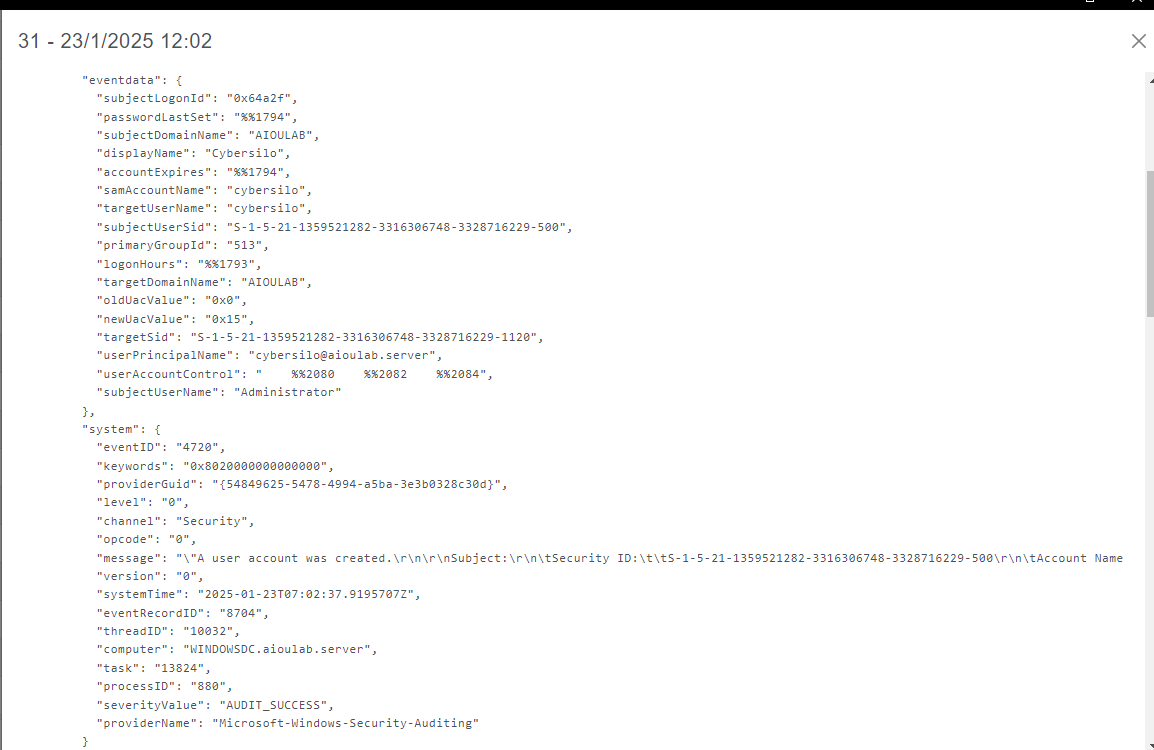 31 - 23/1/2025 12:02
"eventdata": {
"subjectLogonId": "0x64a2f",
"passwordLastSet": "%%1794",
"subjectDomainName": "AIOULAB",
"displayName": "Cybersilo",
"accountExpires": "%%1794",
"samAccountName": "cybersilo",
"targetUserName": "cybersilo",
"subjectUserSid": "S-1-5-21-1359521282-3316306748-3328716229-500",
"primaryGroupId": "513",
"logonHours": "%%1793",
"targetDomainName": "AIOULAB",
"oldUacValue": "0x0",
"newUacValue": "0x15",
"targetSid": "S-1-5-21-1359521282-3316306748-3328716229-1120",
"userPrincipalName": "cybersilo@aioulab.server",
"userAccountControl": "    %%2080    %%2082    %%2084",
"subjectUserName": "Administrator"
},
"system": {
"eventID": "4720",
"keywords": "0x8020000000000000",
"providerGuid": "{54849625-5478-4994-a5ba-3e3b0328c30d}",
"level": "0",
"channel": "Security",
"opcode": "0",
"message": "\"A user account was created.\r\n\r\nSubject:\r\n\tSecurity ID:\t\tS-1-5-21-1359521282-3316306748-3328716229-500\r\n\tAccount Name
"version": "0",
"systemTime": "2025-01-23T07:02:37.9195707Z",
"eventRecordID": "8704",
"threadID": "10032",
"computer": "WINDOWSDC.aioulab.server",
"task": "13824",
"processID": "880",
"severityValue": "AUDIT_SUCCESS",
"providerName": "Microsoft-Windows-Security-Auditing"
}